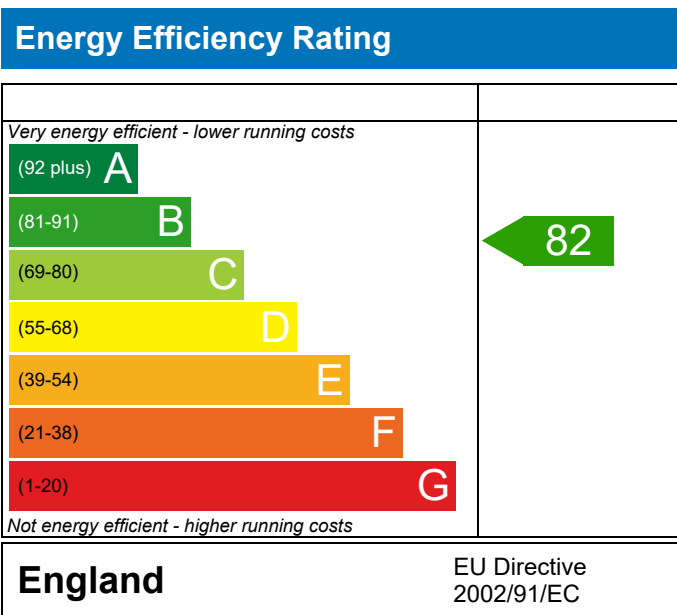 Energy Efficiency Rating
Very energy efficient - lower running costs
(92 plus) A
(81-91) B
82
(69-80) C
(55-68) D
(39-54) E
(21-38) F
(1-20) G
Not energy efficient - higher running costs
England
EU Directive
2002/91/EC